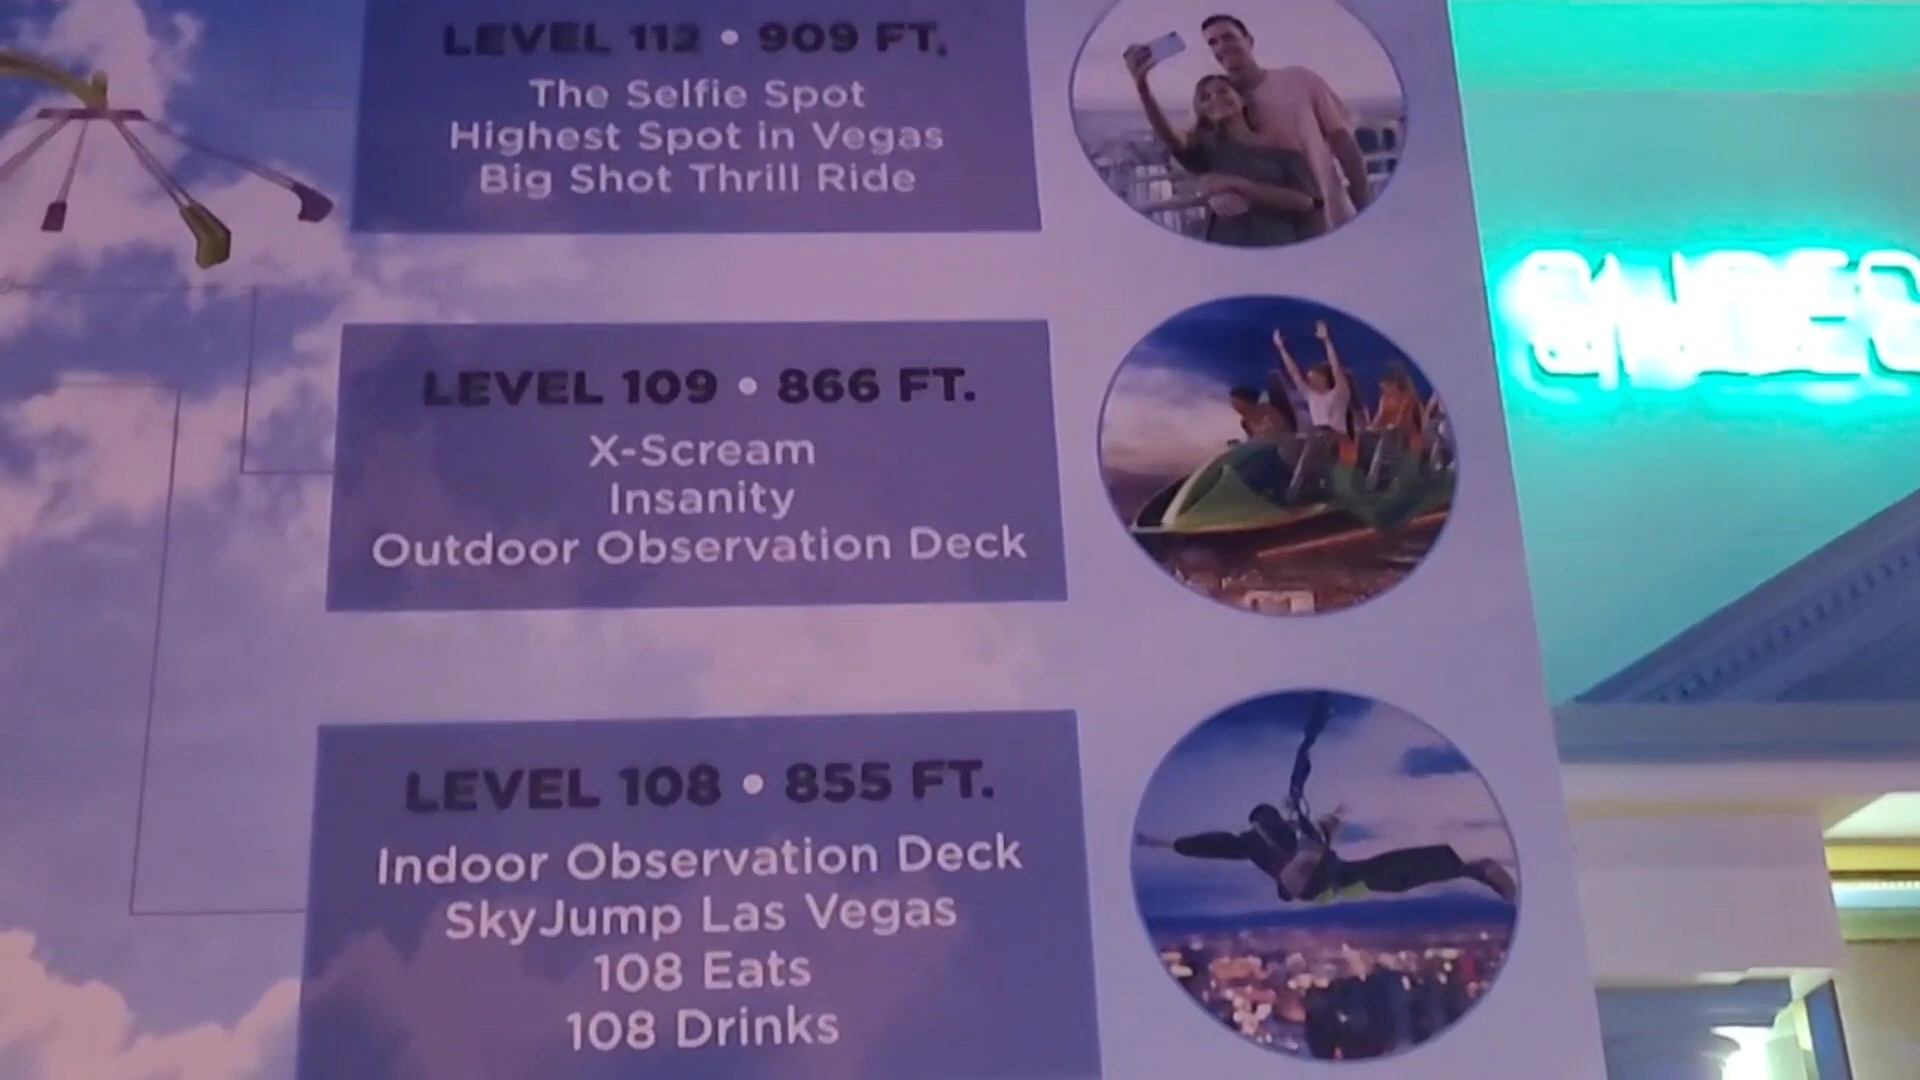 LEVEL 112 • 909 FT.
The Selfie Spot
Highest Spot in Vegas
Big Shot Thrill Ride
LEVEL 109 • 866 FT.
X-Scream
Insanity
Outdoor Observation Deck
LEVEL 108 • 855 FT.
Indoor Observation Deck
SkyJump Las Vegas
108 Eats
108 Drinks